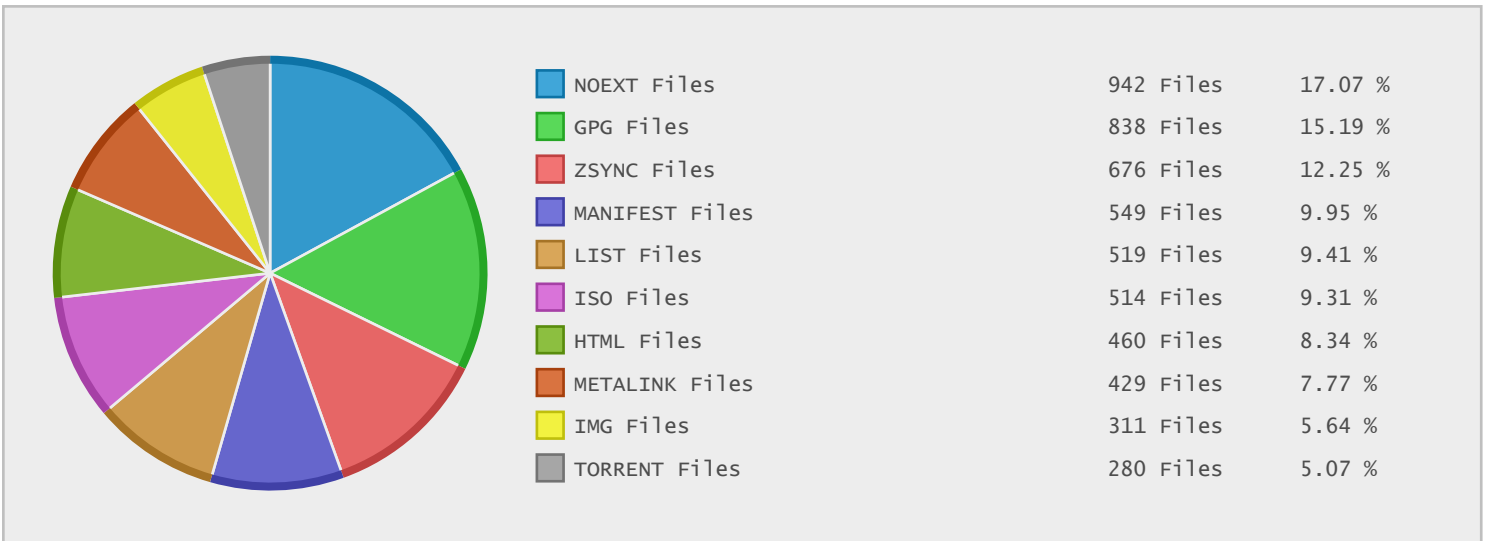 NOEXT Files 942 Files 17.07 %
GPG Files 838 Files 15.19 %
ZSYNC Files 676 Files 12.25 %
MANIFEST Files 549 Files 9.95 %
LIST Files 519 Files 9.41 %
ISO Files 514 Files 9.31 %
HTML Files 460 Files 8.34 %
METALINK Files 429 Files 7.77 %
IMG Files 311 Files 5.64 %
TORRENT Files 280 Files 5.07 %